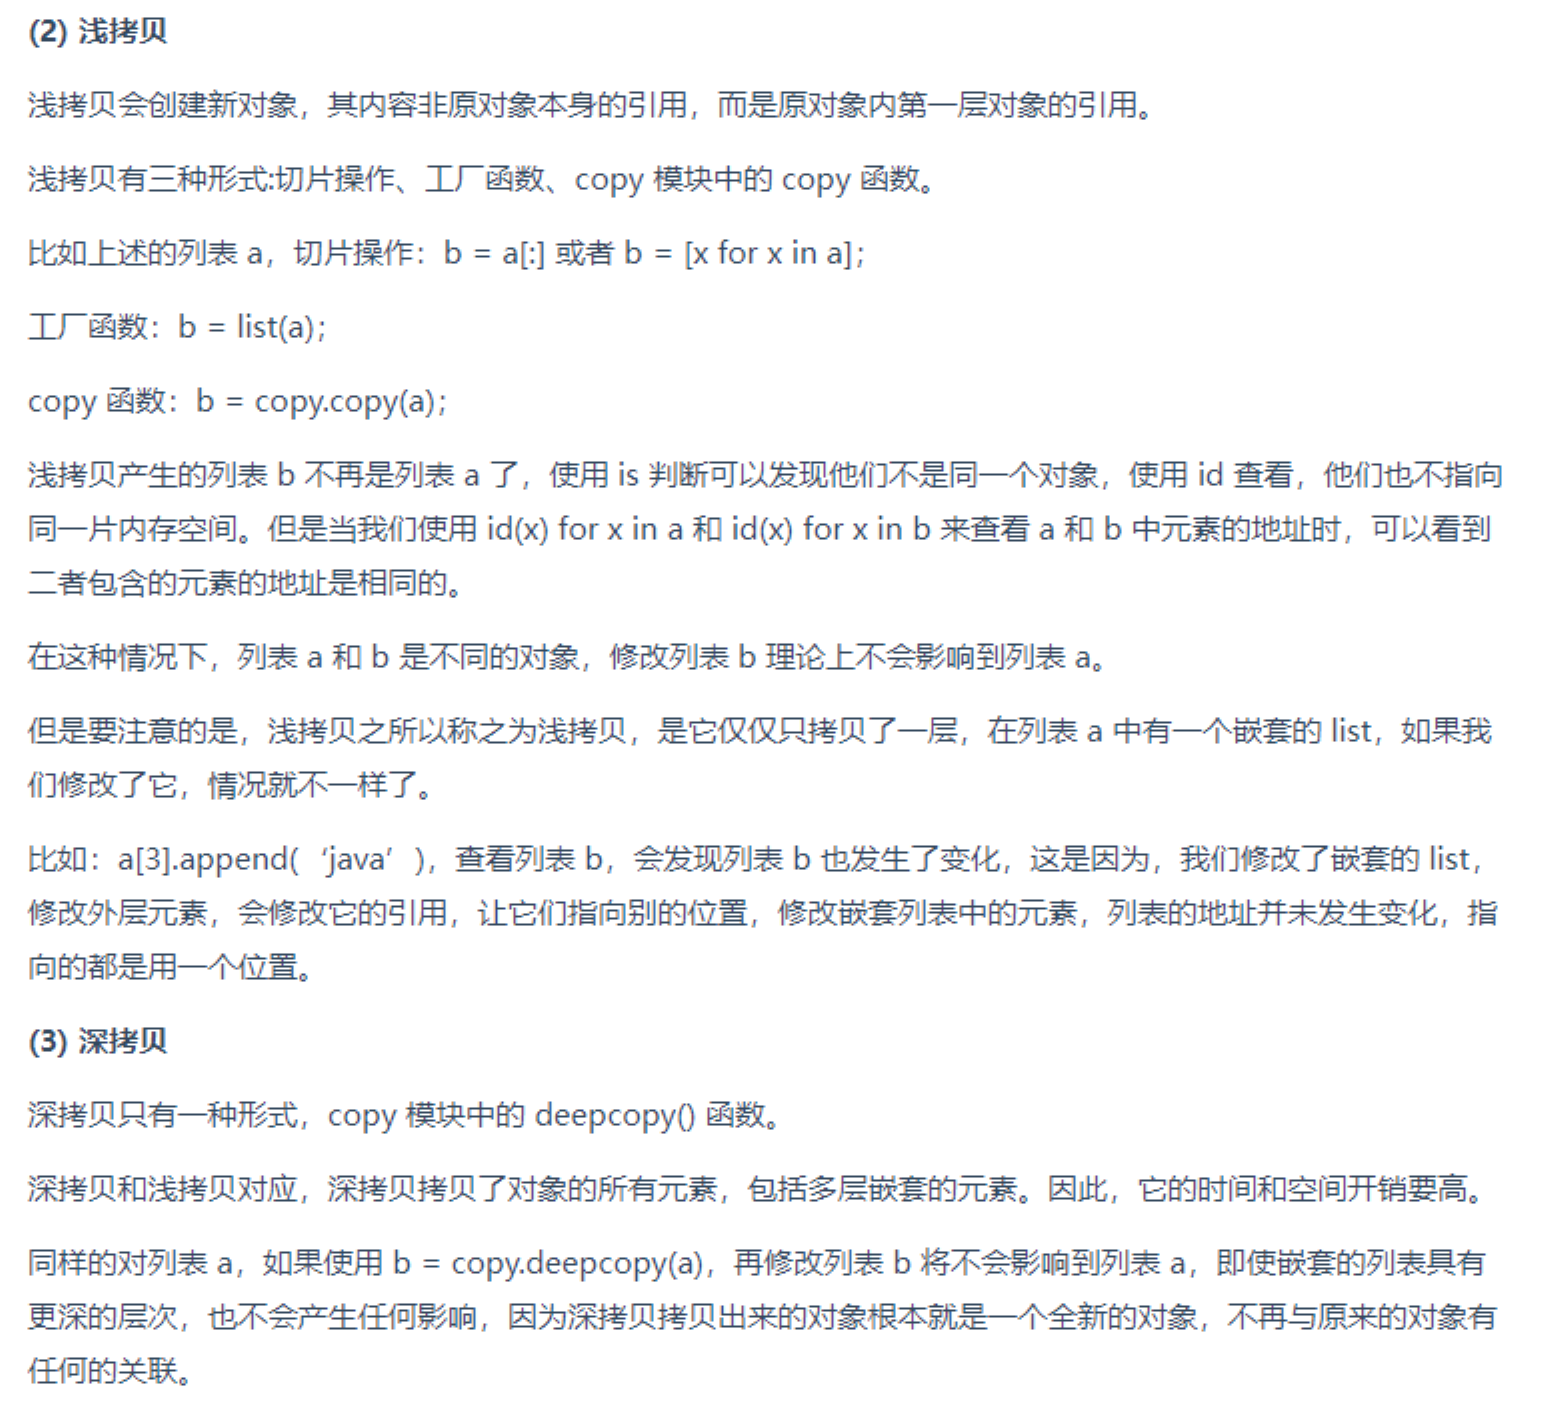 (2) 浅拷贝
浅拷贝会创建新对象，其内容非原对象本身的引用，而是原对象内第一层对象的引用。
浅拷贝有三种形式:切片操作、工厂函数、copy 模块中的 copy 函数。
比如上述的列表 a，切片操作：b = a[:] 或者 b = [x for x in a]；
工厂函数：b = list(a)；
copy 函数：b = copy.copy(a)；
浅拷贝产生的列表 b 不再是列表 a 了，使用 is 判断可以发现他们不是同一个对象，使用 id 查看，他们也不指向
同一片内存空间。但是当我们使用 id(x) for x in a 和 id(x) for x in b 来查看 a 和 b 中元素的地址时，可以看到
二者包含的元素的地址是相同的。
在这种情况下，列表 a 和 b 是不同的对象，修改列表 b 理论上不会影响到列表 a。
但是要注意的是，浅拷贝之所以称之为浅拷贝，是它仅仅只拷贝了一层，在列表 a 中有一个嵌套的 list，如果我
们修改了它，情况就不一样了。
比如：a[3].append(‘java’)，查看列表 b，会发现列表 b 也发生了变化，这是因为，我们修改了嵌套的 list，
修改外层元素，会修改它的引用，让它们指向别的位置，修改嵌套列表中的元素，列表的地址并未发生变化，指
向的都是用一个位置。
(3) 深拷贝
深拷贝只有一种形式，copy 模块中的 deepcopy() 函数。
深拷贝和浅拷贝对应，深拷贝拷贝了对象的所有元素，包括多层嵌套的元素。因此，它的时间和空间开销要高。
同样的对列表 a，如果使用 b = copy.deepcopy(a)，再修改列表 b 将不会影响到列表 a，即使嵌套的列表具有
更深的层次，也不会产生任何影响，因为深拷贝拷贝出来的对象根本就是一个全新的对象，不再与原来的对象有
任何的关联。